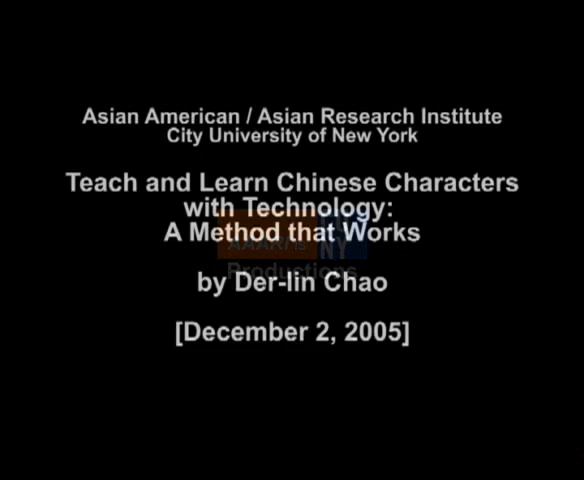 Asian American / Asian Research Institute
City University of New York
Teach and Learn Chinese Characters
with Technology:
A Method that Works
Productions
by Der-lin Chao
[December 2, 2005]